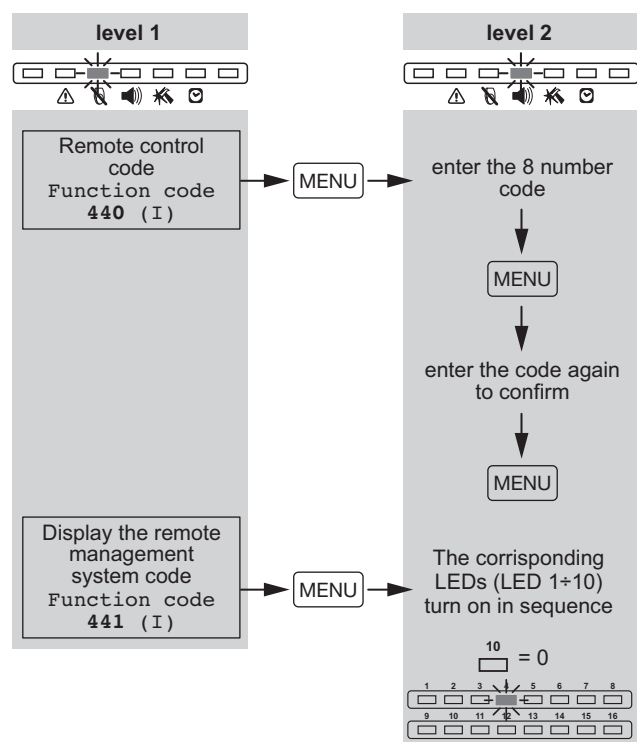 level 1
level 2
Remote control
code
Function code
440 (I)
MENU
enter the 8 number
code
MENU
enter the code again
to confirm
MENU
Display the remote
management
system code
Function code
441 (I)
MENU
The corrisponding
LEDs (LED 1÷10)
turn on in sequence
10
= 0
1 2 3 4 5 6 7 8
9 10 11 12 13 14 15 16